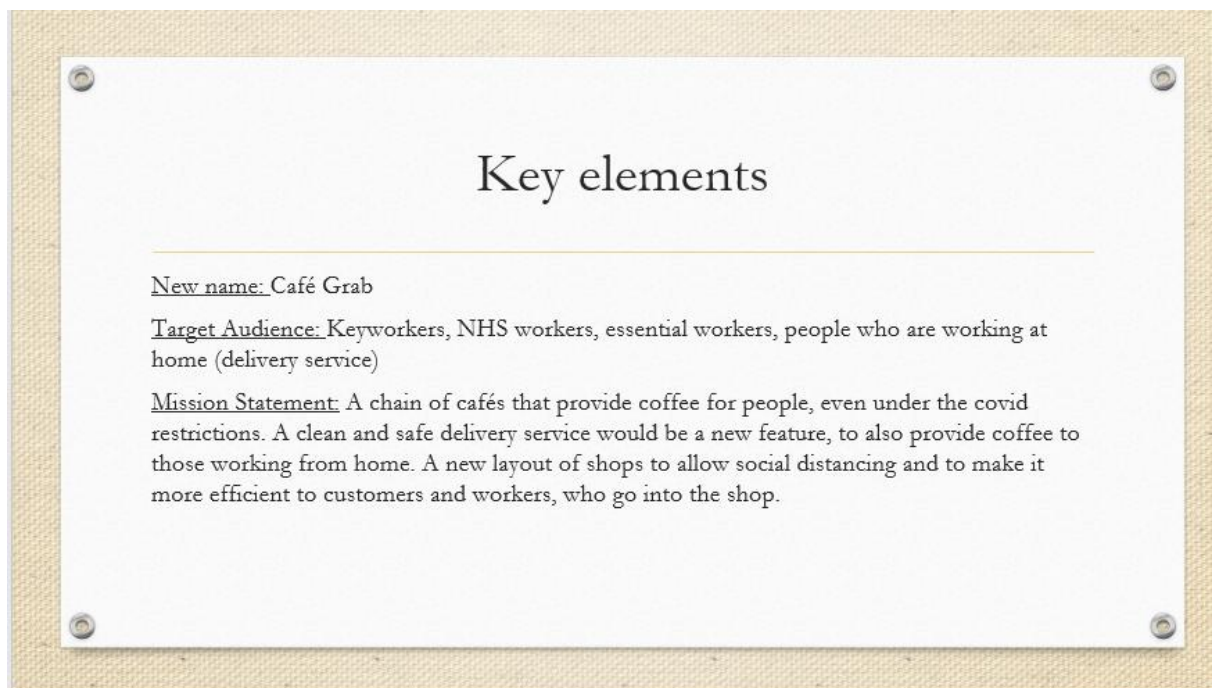 Key elements
New name: Café Grab
Target Audience: Keyworkers, NHS workers, essential workers, people who are working at
home (delivery service)
Mission Statement: A chain of cafés that provide coffee for people, even under the covid
restrictions. A clean and safe delivery service would be a new feature, to also provide coffee to
those working from home. A new layout of shops to allow social distancing and to make it
more efficient to customers and workers, who go into the shop.